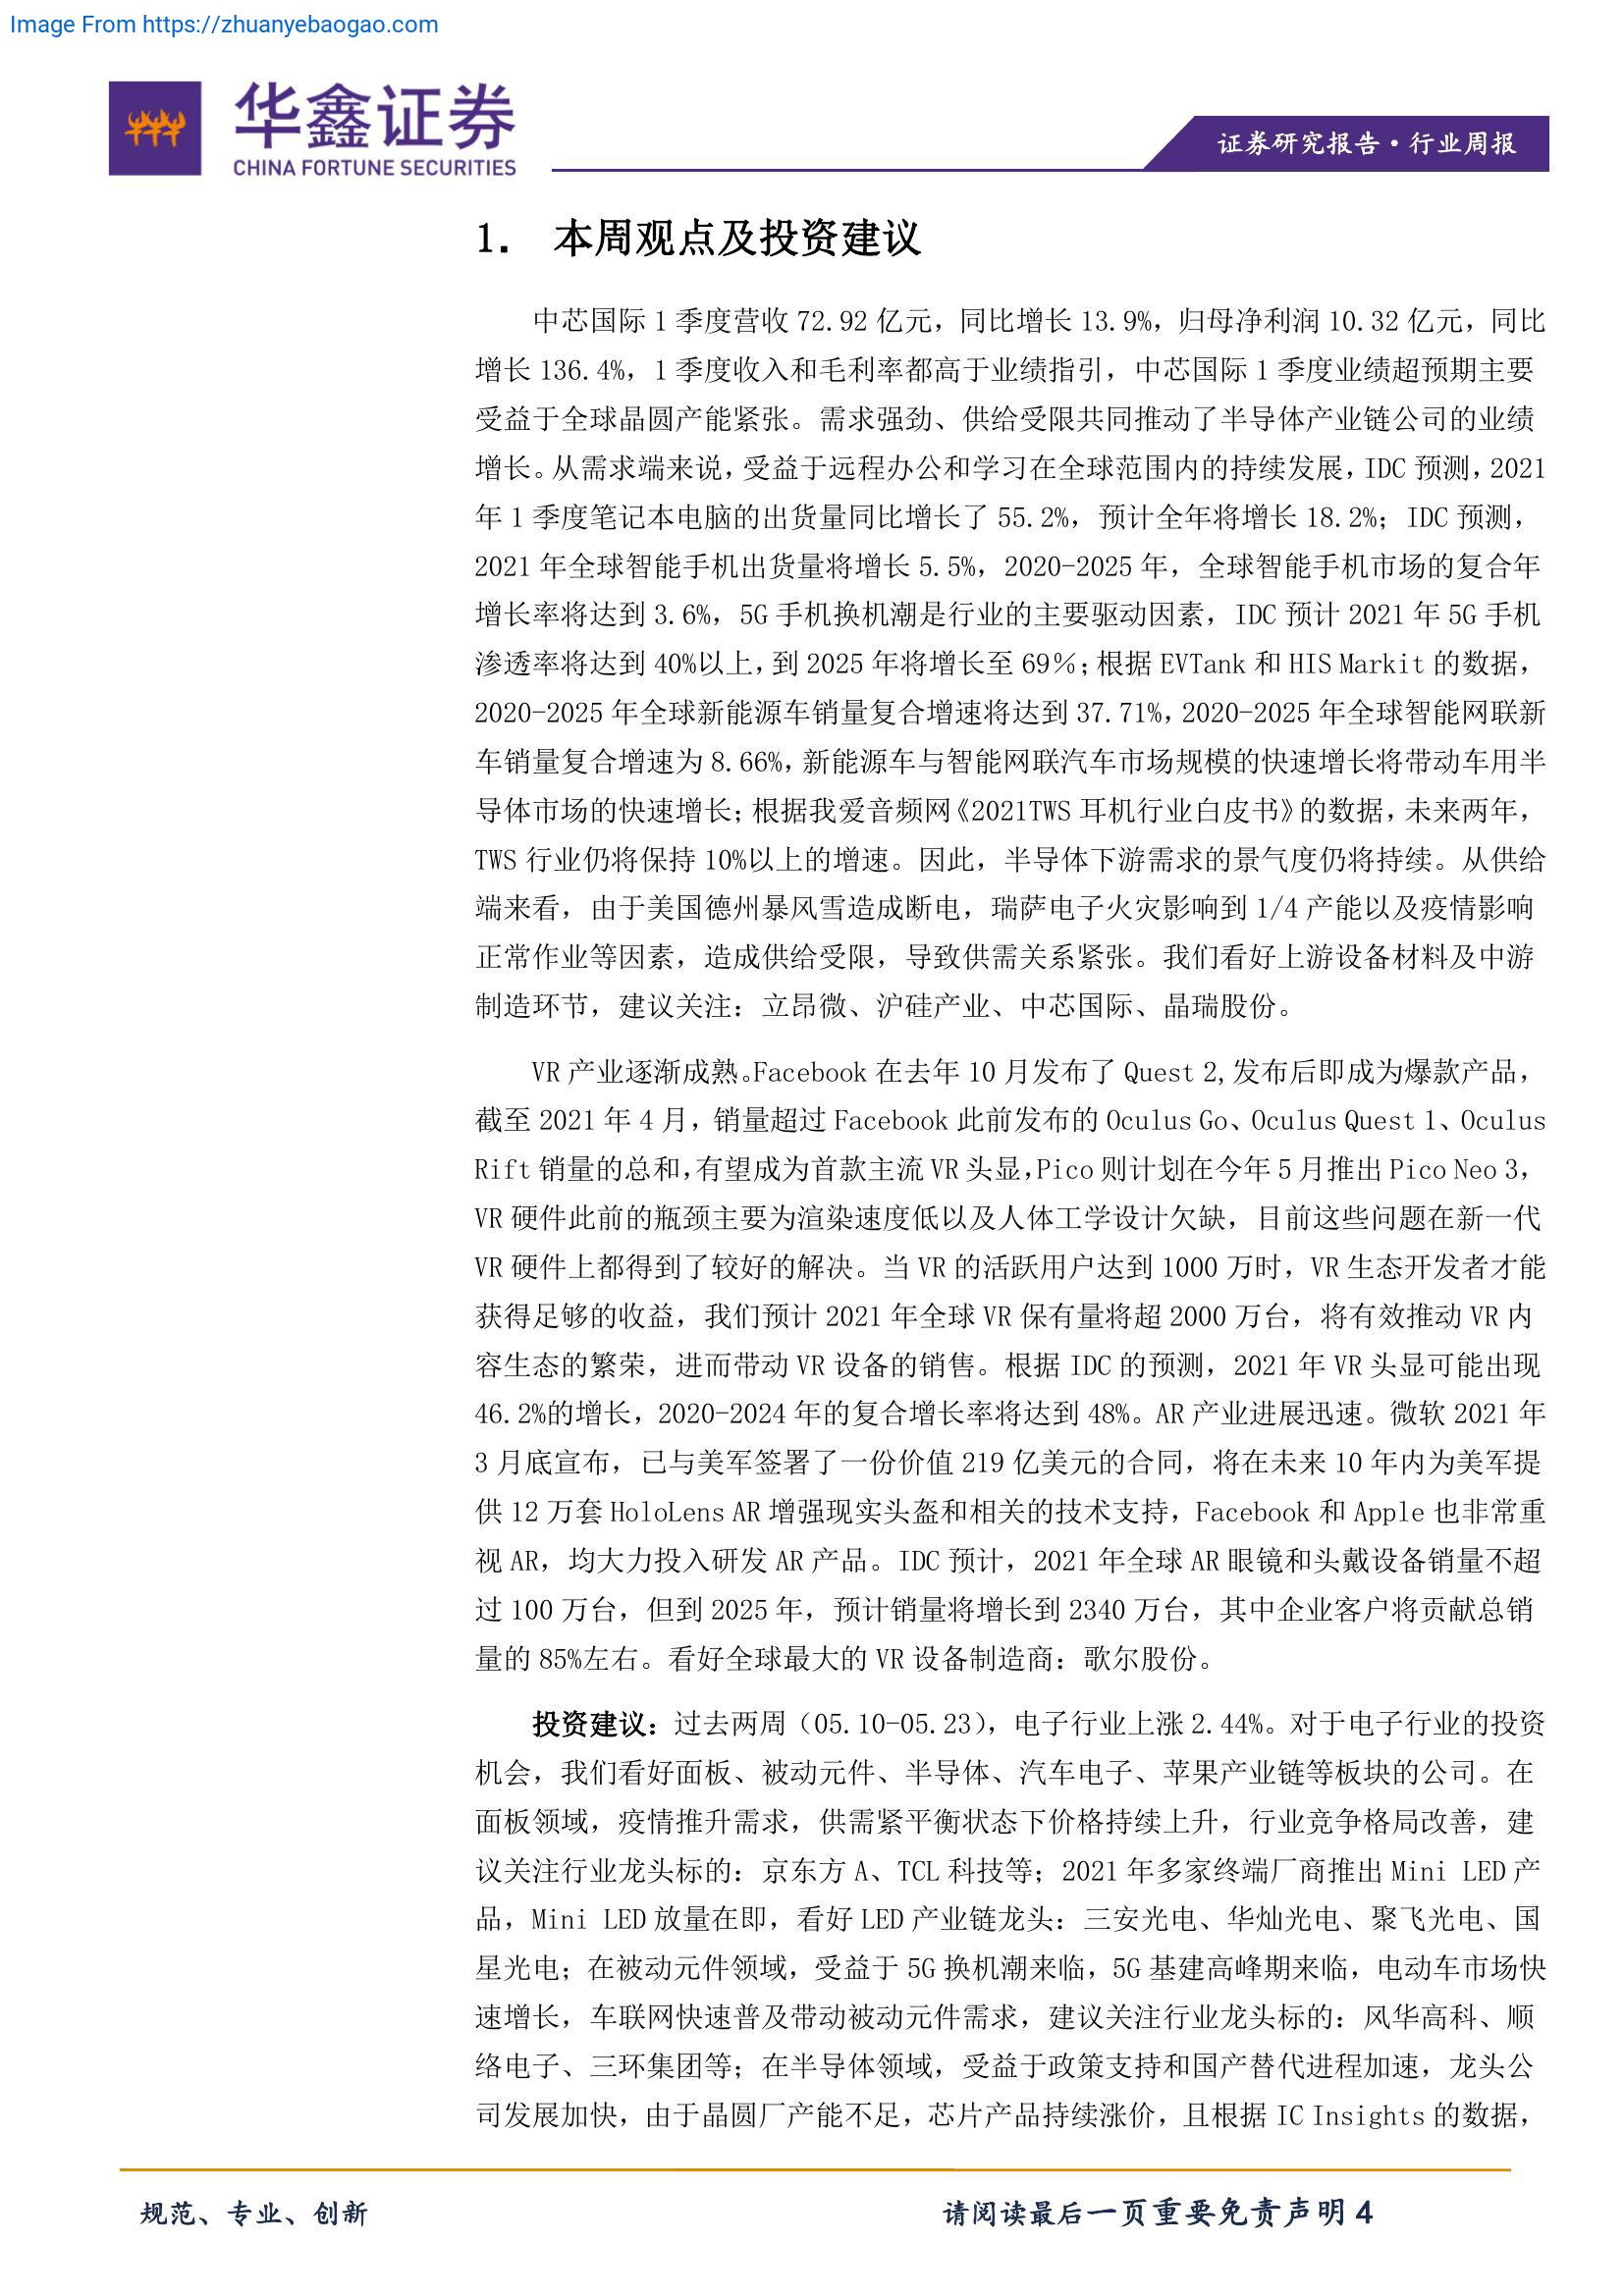 Image From https://zhuanyebaogao.com
华鑫证券
CHINA FORTUNE SECURITIES
证券研究报告·行业周报
1. 本周观点及投资建议
中芯国际 1 季度营收 72.92 亿元，同比增长 13.9%，归母净利润 10.32 亿元，同比
增长 136.4%，1 季度收入和毛利率都高于业绩指引，中芯国际 1 季度业绩超预期主要
受益于全球晶圆产能紧张。需求强劲、供给受限共同推动了半导体产业链公司的业绩
增长。从需求端来说，受益于远程办公和学习在全球范围内的持续发展，IDC 预测，2021
年 1 季度笔记本电脑的出货量同比增长了 55.2%，预计全年将增长 18.2%；IDC 预测，
2021 年全球智能手机出货量将增长 5.5%，2020-2025 年，全球智能手机市场的复合年
增长率将达到 3.6%，5G 手机换机潮是行业的主要驱动因素，IDC 预计 2021 年 5G 手机
渗透率将达到 40%以上，到 2025 年将增长至 69％；根据 EVTank 和 HIS Markit 的数据，
2020-2025 年全球新能源车销量复合增速将达到 37.71%，2020-2025 年全球智能网联新
车销量复合增速为 8.66%，新能源车与智能网联汽车市场规模的快速增长将带动车用半
导体市场的快速增长；根据我爱音频网《2021TWS 耳机行业白皮书》的数据，未来两年，
TWS 行业仍将保持 10%以上的增速。因此，半导体下游需求的景气度仍将持续。从供给
端来看，由于美国德州暴风雪造成断电，瑞萨电子火灾影响到 1/4 产能以及疫情影响
正常作业等因素，造成供给受限，导致供需关系紧张。我们看好上游设备材料及中游
制造环节，建议关注：立昂微、沪硅产业、中芯国际、晶瑞股份。
VR 产业逐渐成熟。Facebook 在去年 10 月发布了 Quest 2,发布后即成为爆款产品，
截至 2021 年 4 月，销量超过 Facebook 此前发布的 Oculus Go、Oculus Quest 1、Oculus
Rift 销量的总和，有望成为首款主流 VR 头显，Pico 则计划在今年 5 月推出 Pico Neo 3，
VR 硬件此前的瓶颈主要为渲染速度低以及人体工学设计欠缺，目前这些问题在新一代
VR 硬件上都得到了较好的解决。当 VR 的活跃用户达到 1000 万时，VR 生态开发者才能
获得足够的收益，我们预计 2021 年全球 VR 保有量将超 2000 万台，将有效推动 VR 内
容生态的繁荣，进而带动 VR 设备的销售。根据 IDC 的预测，2021 年 VR 头显可能出现
46.2%的增长，2020-2024 年的复合增长率将达到 48%。AR 产业进展迅速。微软 2021 年
3 月底宣布，已与美军签署了一份价值 219 亿美元的合同，将在未来 10 年内为美军提
供 12 万套 HoloLens AR 增强现实头盔和相关的技术支持，Facebook 和 Apple 也非常重
视 AR，均大力投入研发 AR 产品。IDC 预计，2021 年全球 AR 眼镜和头戴设备销量不超
过 100 万台，但到 2025 年，预计销量将增长到 2340 万台，其中企业客户将贡献总销
量的 85%左右。看好全球最大的 VR 设备制造商：歌尔股份。
投资建议：过去两周（05.10-05.23），电子行业上涨 2.44%。对于电子行业的投资
机会，我们看好面板、被动元件、半导体、汽车电子、苹果产业链等板块的公司。在
面板领域，疫情推升需求，供需紧平衡状态下价格持续上升，行业竞争格局改善，建
议关注行业龙头标的：京东方 A、TCL 科技等；2021 年多家终端厂商推出 Mini LED 产
品，Mini LED 放量在即，看好 LED 产业链龙头：三安光电、华灿光电、聚飞光电、国
星光电；在被动元件领域，受益于 5G 换机潮来临，5G 基建高峰期来临，电动车市场快
速增长，车联网快速普及带动被动元件需求，建议关注行业龙头标的：风华高科、顺
络电子、三环集团等；在半导体领域，受益于政策支持和国产替代进程加速，龙头公
司发展加快，由于晶圆厂产能不足，芯片产品持续涨价，且根据 IC Insights 的数据，
规范、专业、创新
请阅读最后一页重要免责声明 4